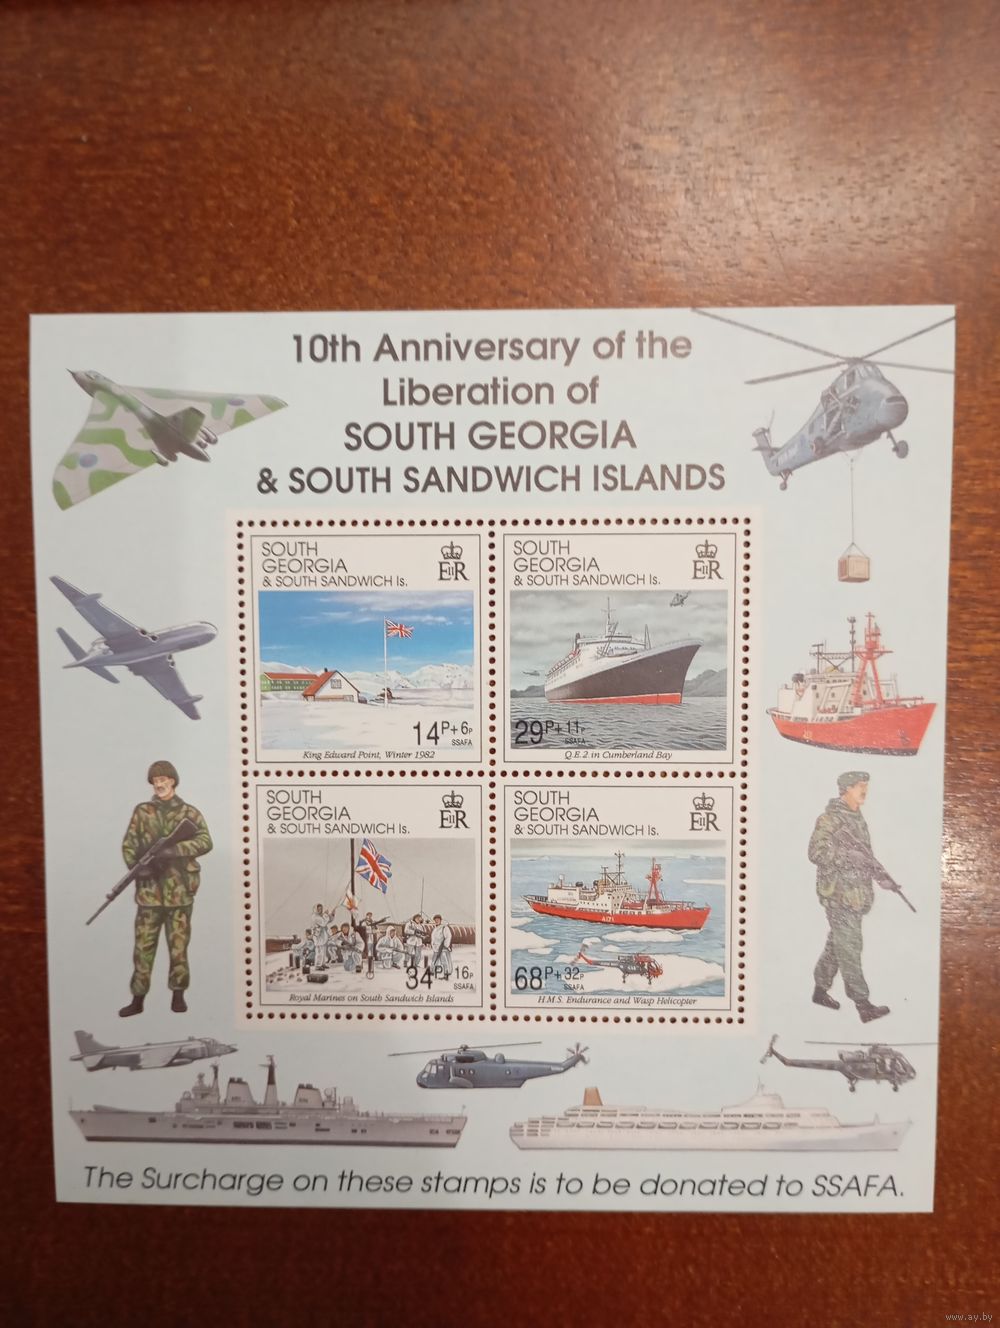 10th Anniversary of the
Liberation of
SOUTH GEORGIA
& SOUTH SANDWICH ISLANDS
SOUTH
GEORGIA
& SOUTH SANDWICH Is.
EIIR
14P+6P
SSAFA
King Edward Point, Winter 1982
SOUTH
GEORGIA
& SOUTH SANDWICH Is.
EIIR
29P+11P
SSAFA
Q.E.2 in Cumberland Bay
SOUTH
GEORGIA
& SOUTH SANDWICH Is.
EIIR
34P+16P
SSAFA
Royal Marines on South Sandwich Islands
SOUTH
GEORGIA
& SOUTH SANDWICH Is.
EIIR
A171
68P+32P
SSAFA
H.M.S. Endurance and Wasp Helicopter
The Surcharge on these stamps is to be donated to SSAFA.
www.ay.by